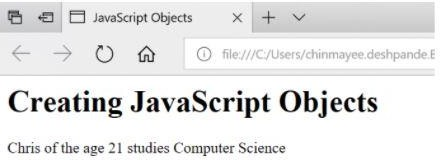 JavaScript Objects
file:///C:/Users/chinmayee.deshpande.
Creating JavaScript Objects
Chris of the age 21 studies Computer Science